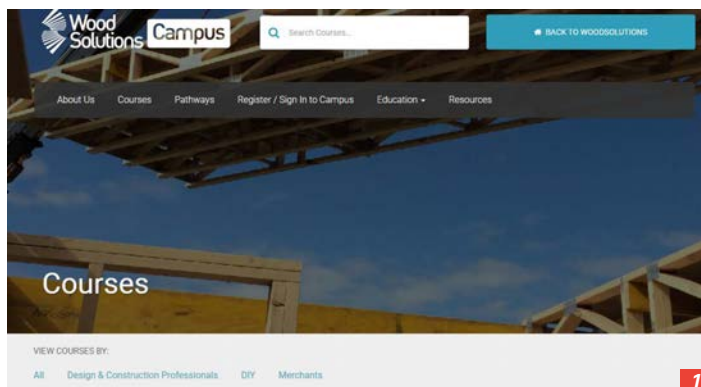 Wood
Solutions Campus
Search Courses...
BACK TO WOODSOLUTIONS
About Us Courses Pathways Register / Sign In to Campus Education Resources
Courses
VIEW COURSES BY:
All Design & Construction Professionals DIY Merchants
1